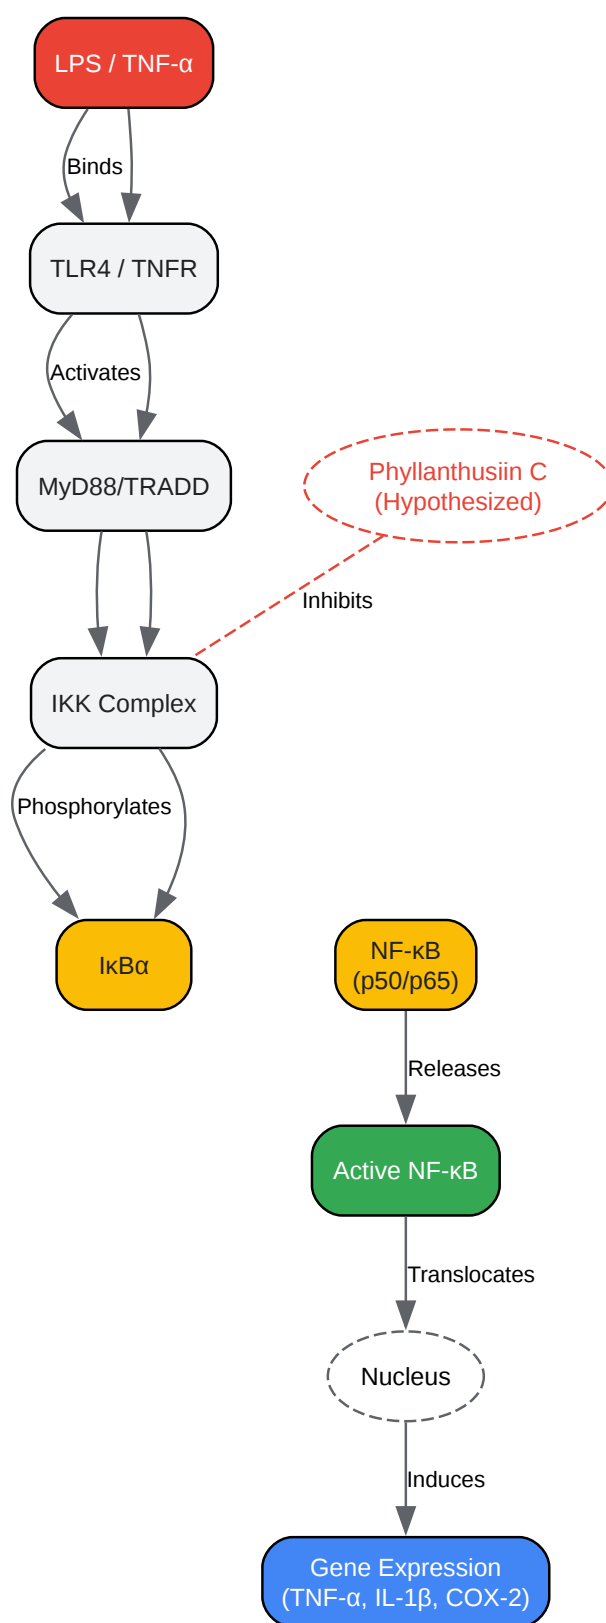 LPS / TNF-α
Binds
TLR4 / TNFR
Activates
MyD88/TRADD
Phyllanthusiin C
(Hypothesized)
Inhibits
IKK Complex
Phosphorylates
IκBα
NF-κB
(p50/p65)
Releases
Active NF-κB
Translocates
Nucleus
Induces
Gene Expression
(TNF-α, IL-1β, COX-2)